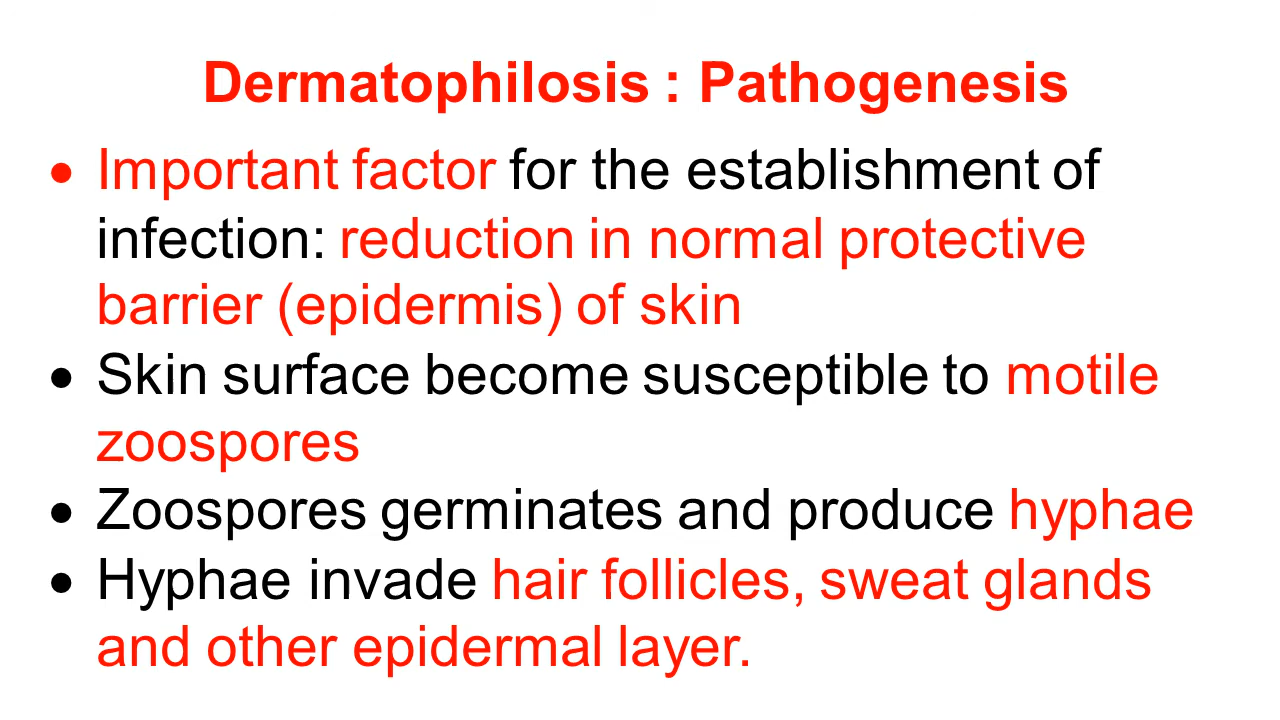 Dermatophilosis : Pathogenesis
• Important factor for the establishment of
infection: reduction in normal protective
barrier (epidermis) of skin
• Skin surface become susceptible to motile
zoospores
• Zoospores germinates and produce hyphae
• Hyphae invade hair follicles, sweat glands
and other epidermal layer.